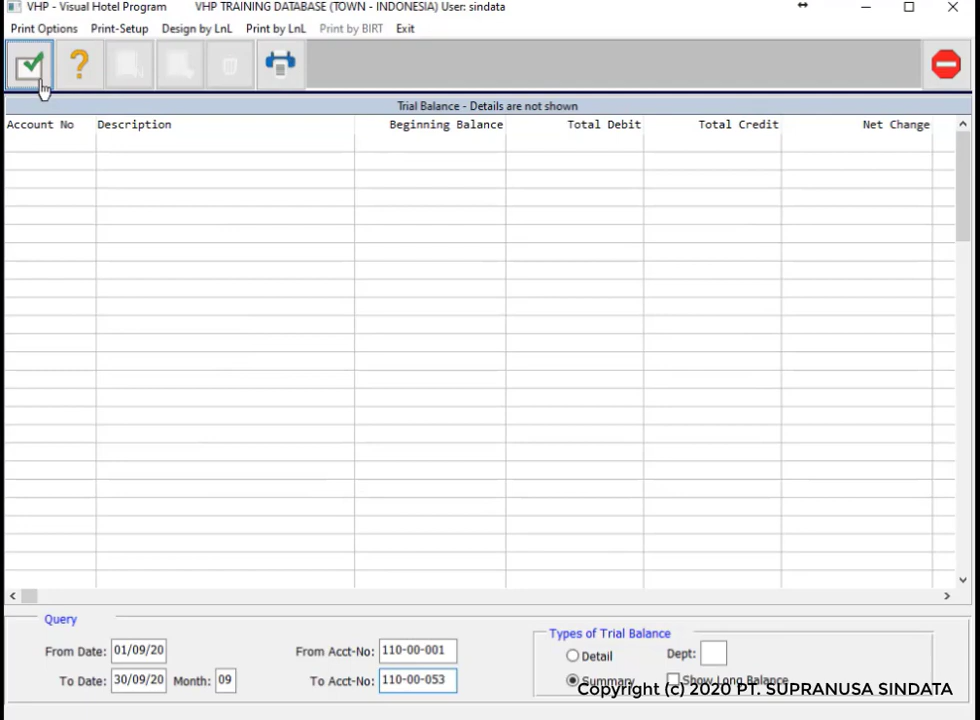 VHP - Visual Hotel Program VHP TRAINING DATABASE (TOWN - INDONESIA) User: sindata
Print Options Print-Setup Design by LnL Print by LnL Print by BIRT Exit
Trial Balance - Details are not shown
Account No Description Beginning Balance Total Debit Total Credit Net Change
Query
Types of Trial Balance
From Date: 01/09/20 From Acct-No: 110-00-001 Detail Dept:
To Date: 30/09/20 Month: 09 To Acct-No: 110-00-053 Summary Show Long Balance
Copyright (c) 2020 PT. SUPRANUSA SINDATA